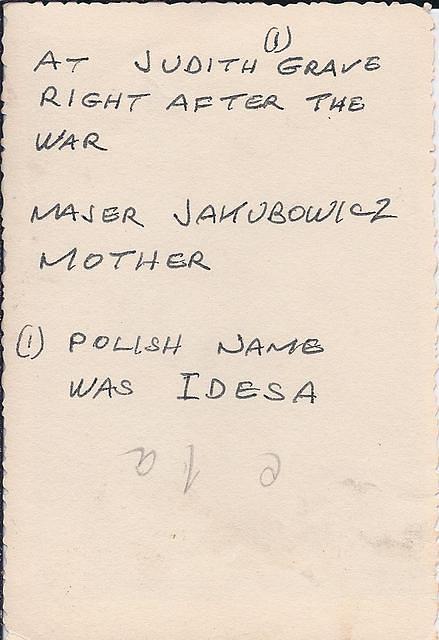 AT JUDITH (1) GRAVE
RIGHT AFTER THE
WAR
MAJER JAKUBOWICZ
MOTHER
(1) POLISH NAME
WAS IDESA